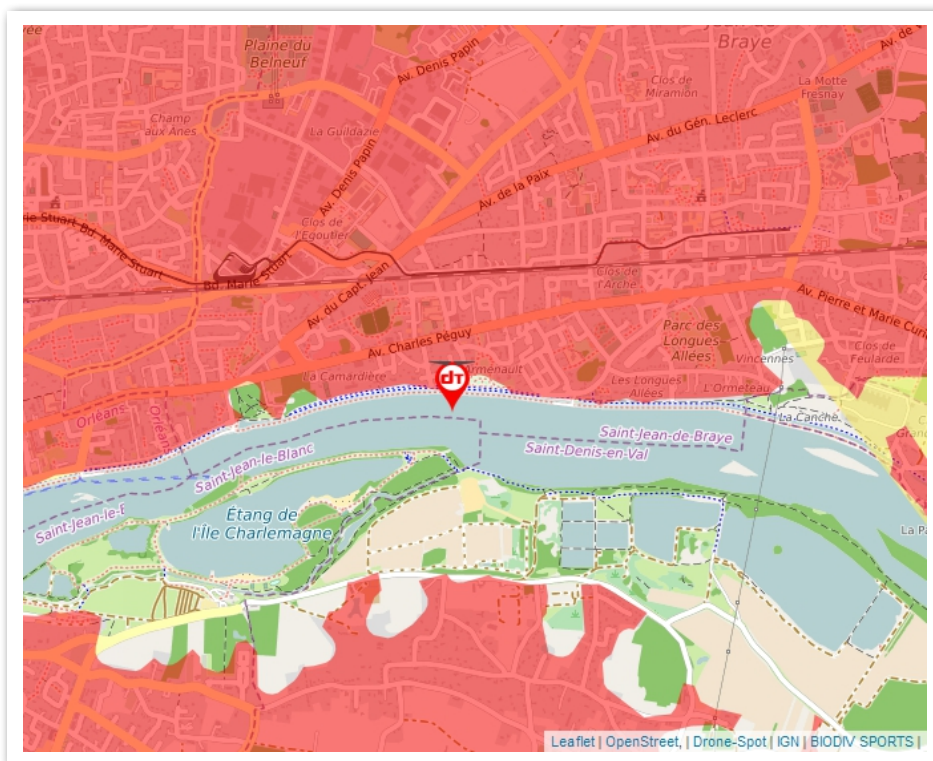 Plaine du
Belneuf
Braye
Av. de
Av. Denis Papin
Clos de
Miramion
La Motte
Fresnay
Champ
aux Ânes
La Guildazie
Av. du Gén. Leclerc
Av. Denis Papin
Av. de la Paix
Clos de
l'Égoutier
rie Stuart Bd. Marie Stuart
Bd. Marie Stuart
Clos de
l'Arche
Av. du Capt. Jean
Av. Pierre et Marie Curie
Av. Charles Péguy
Parc des
Longues
Allées
Vincennes
Clos de
Feularde
dT
Arménault
La Camardière
Les Longues
Allées
L'Ormeteau
La Canche
Orléans
Orléans
Saint-Jean-de-Braye
Saint-Denis-en-Val
Saint-Jean-le-Blanc
Saint-Jean-le-B
Étang de
l'Île Charlemagne
La Pa
Leaflet | OpenStreet, | Drone-Spot | IGN | BIODIV SPORTS |